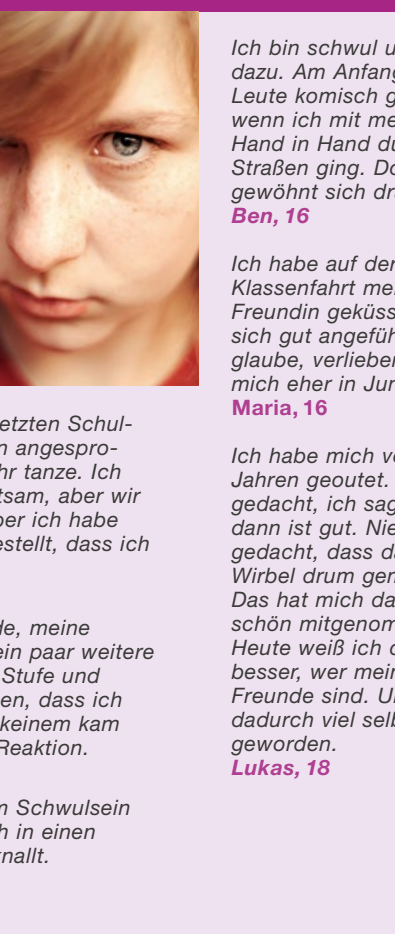 etzten Schul-
n angespro-
hr tanze. Ich
tsam, aber wir
ber ich habe
estellt, dass ich
de, meine
ein paar weitere
Stufe und
en, dass ich
keinem kam
Reaktion.
m Schwulsein
h in einen
nallt.
Ich bin schwul u
dazu. Am Anfang
Leute komisch g
wenn ich mit me
Hand in Hand du
Straßen ging. Do
gewöhnt sich dra
Ben, 16
Ich habe auf der
Klassenfahrt mei
Freundin geküss
sich gut angefüh
glaube, verlieben
mich eher in Jun
Maria, 16
Ich habe mich vo
Jahren geoutet.
gedacht, ich sag
dann ist gut. Nie
gedacht, dass da
Wirbel drum gem
Das hat mich da
schön mitgenom
Heute weiß ich d
besser, wer mein
Freunde sind. Un
dadurch viel selb
geworden.
Lukas, 18